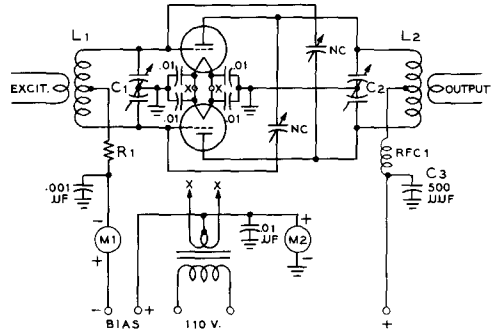 L1
L2
.01
.01
NC
EXCIT.
C1
X
X
C2
OUTPUT
.01
.01
NC
R1
RFC1
C3
.001
µF
X
X
500
µµF
-
M1
+
.01
µF
+
M2
-
-
+
+
BIAS
110 V.